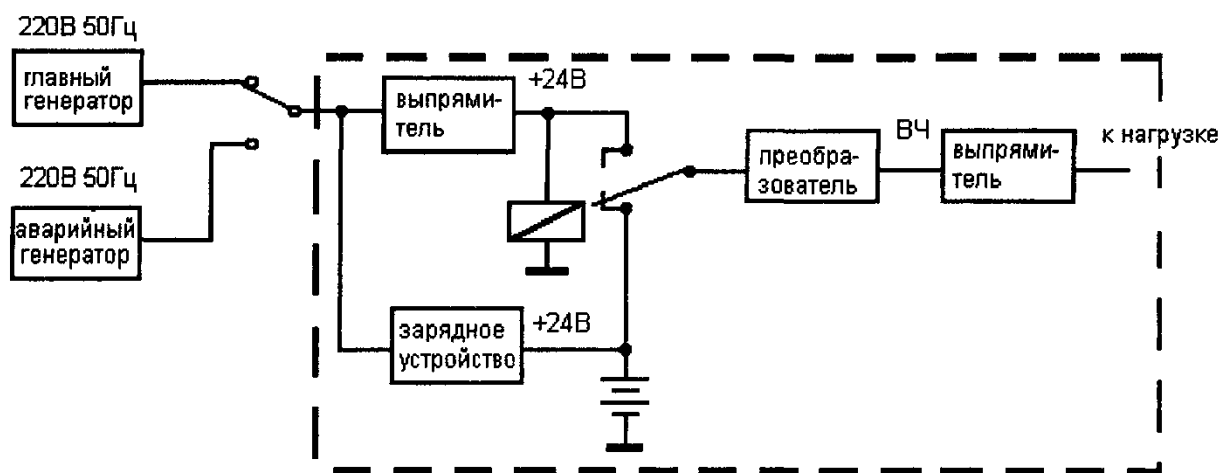 220В 50Гц
главный
генератор
220В 50Гц
аварийный
генератор
выпрями-
тель
+24В
зарядное
устройство
+24В
преобра-
зователь
ВЧ
выпрями-
тель
к нагрузке